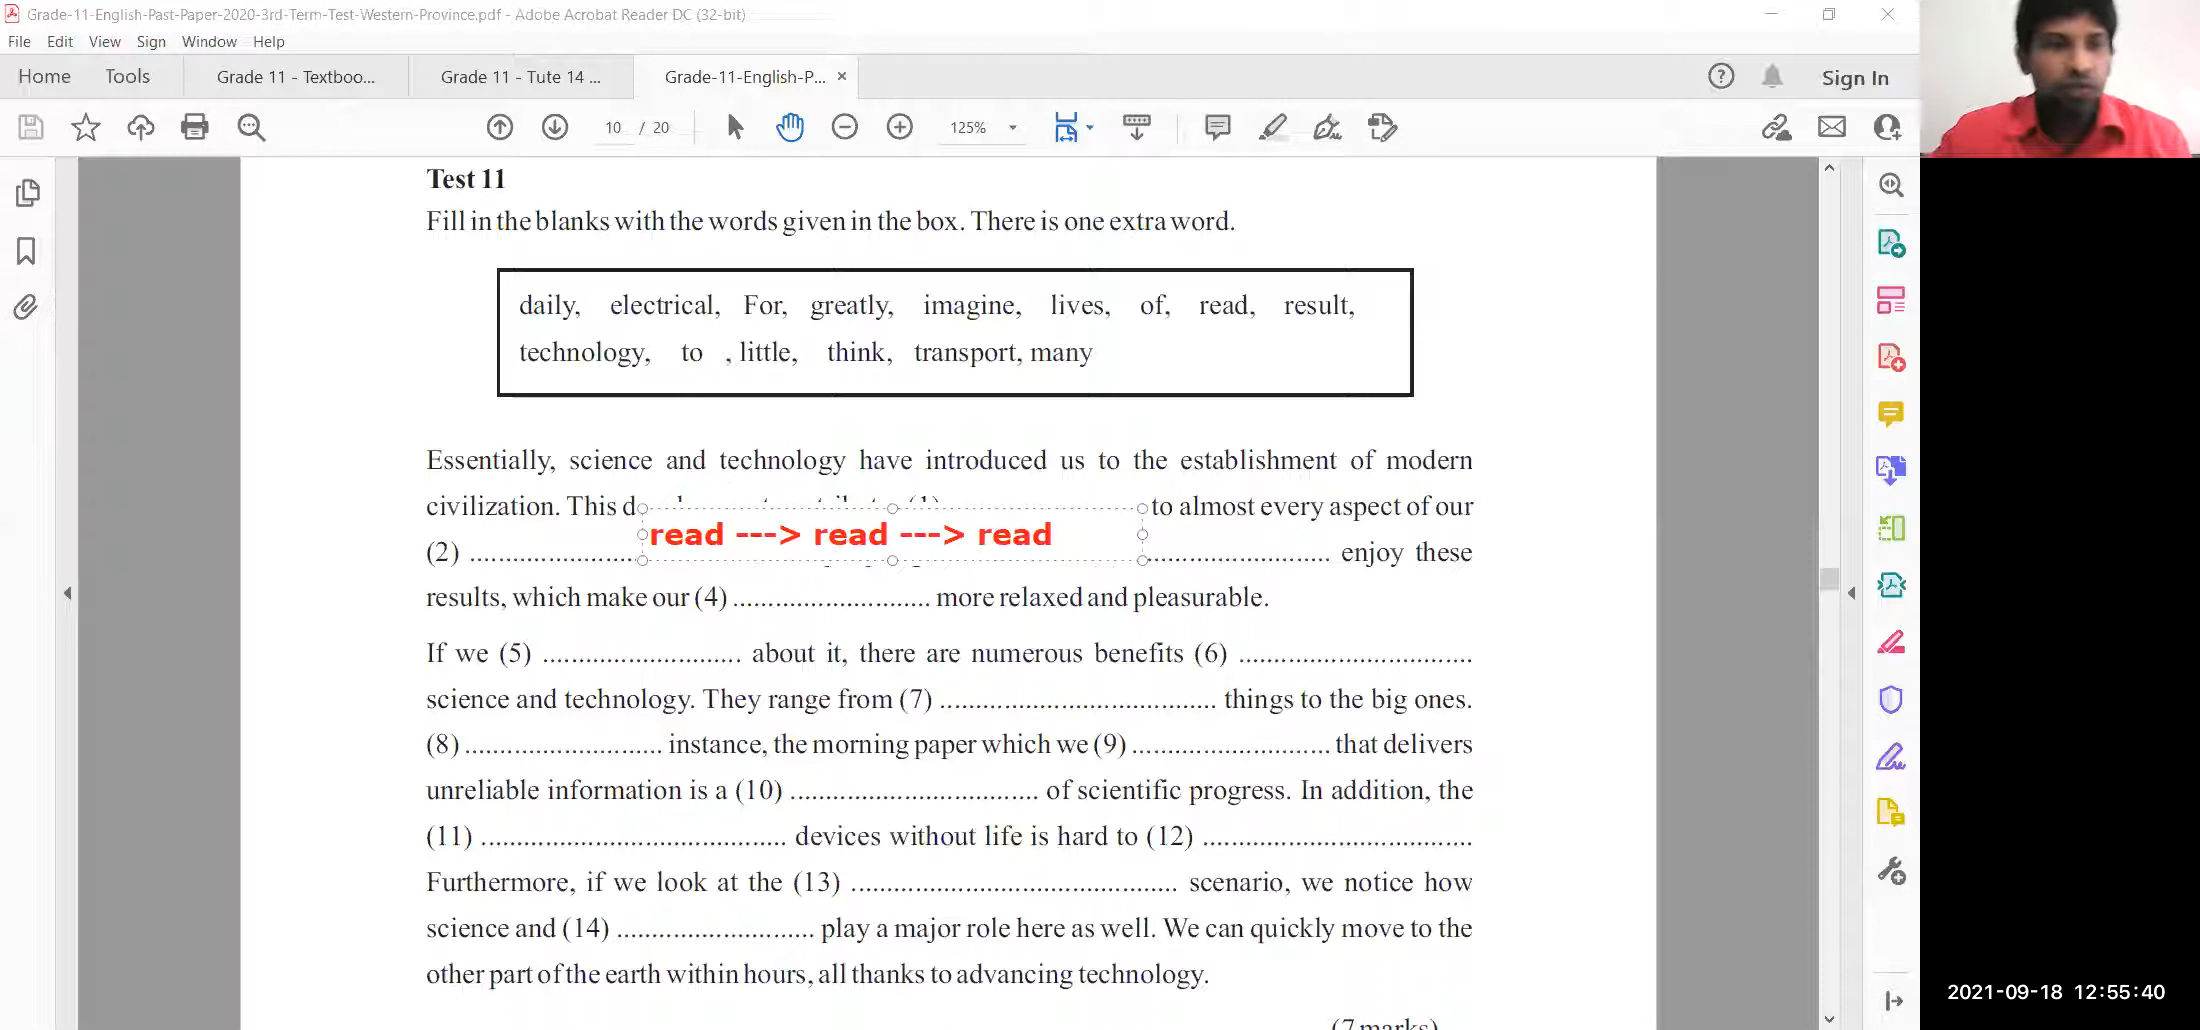 Grade-11-English-Past-Paper-2020-3rd-Term-Test-Western-Province.pdf - Adobe Acrobat Reader DC (32-bit)
File Edit View Sign Window Help
Home Tools Grade 11 - Textboo... Grade 11 - Tute 14 ... Grade-11-English-P... × Sign In
10 / 20 125%
Test 11
Fill in the blanks with the words given in the box. There is one extra word.
daily, electrical, For, greatly, imagine, lives, of, read, result,
technology, to , little, think, transport, many
Essentially, science and technology have introduced us to the establishment of modern
civilization. This to almost every aspect of our
read ---> read ---> read
(2) ........................ ......................... enjoy these
results, which make our (4) ........................... more relaxed and pleasurable.
If we (5) ........................... about it, there are numerous benefits (6) ................................
science and technology. They range from (7) ...................................... things to the big ones.
(8) ........................... instance, the morning paper which we (9) ........................... that delivers
unreliable information is a (10) .................................. of scientific progress. In addition, the
(11) .......................................... devices without life is hard to (12) .....................................
Furthermore, if we look at the (13) ............................................. scenario, we notice how
science and (14) ........................... play a major role here as well. We can quickly move to the
other part of the earth within hours, all thanks to advancing technology.
(7 marks)
2021-09-18 12:55:40